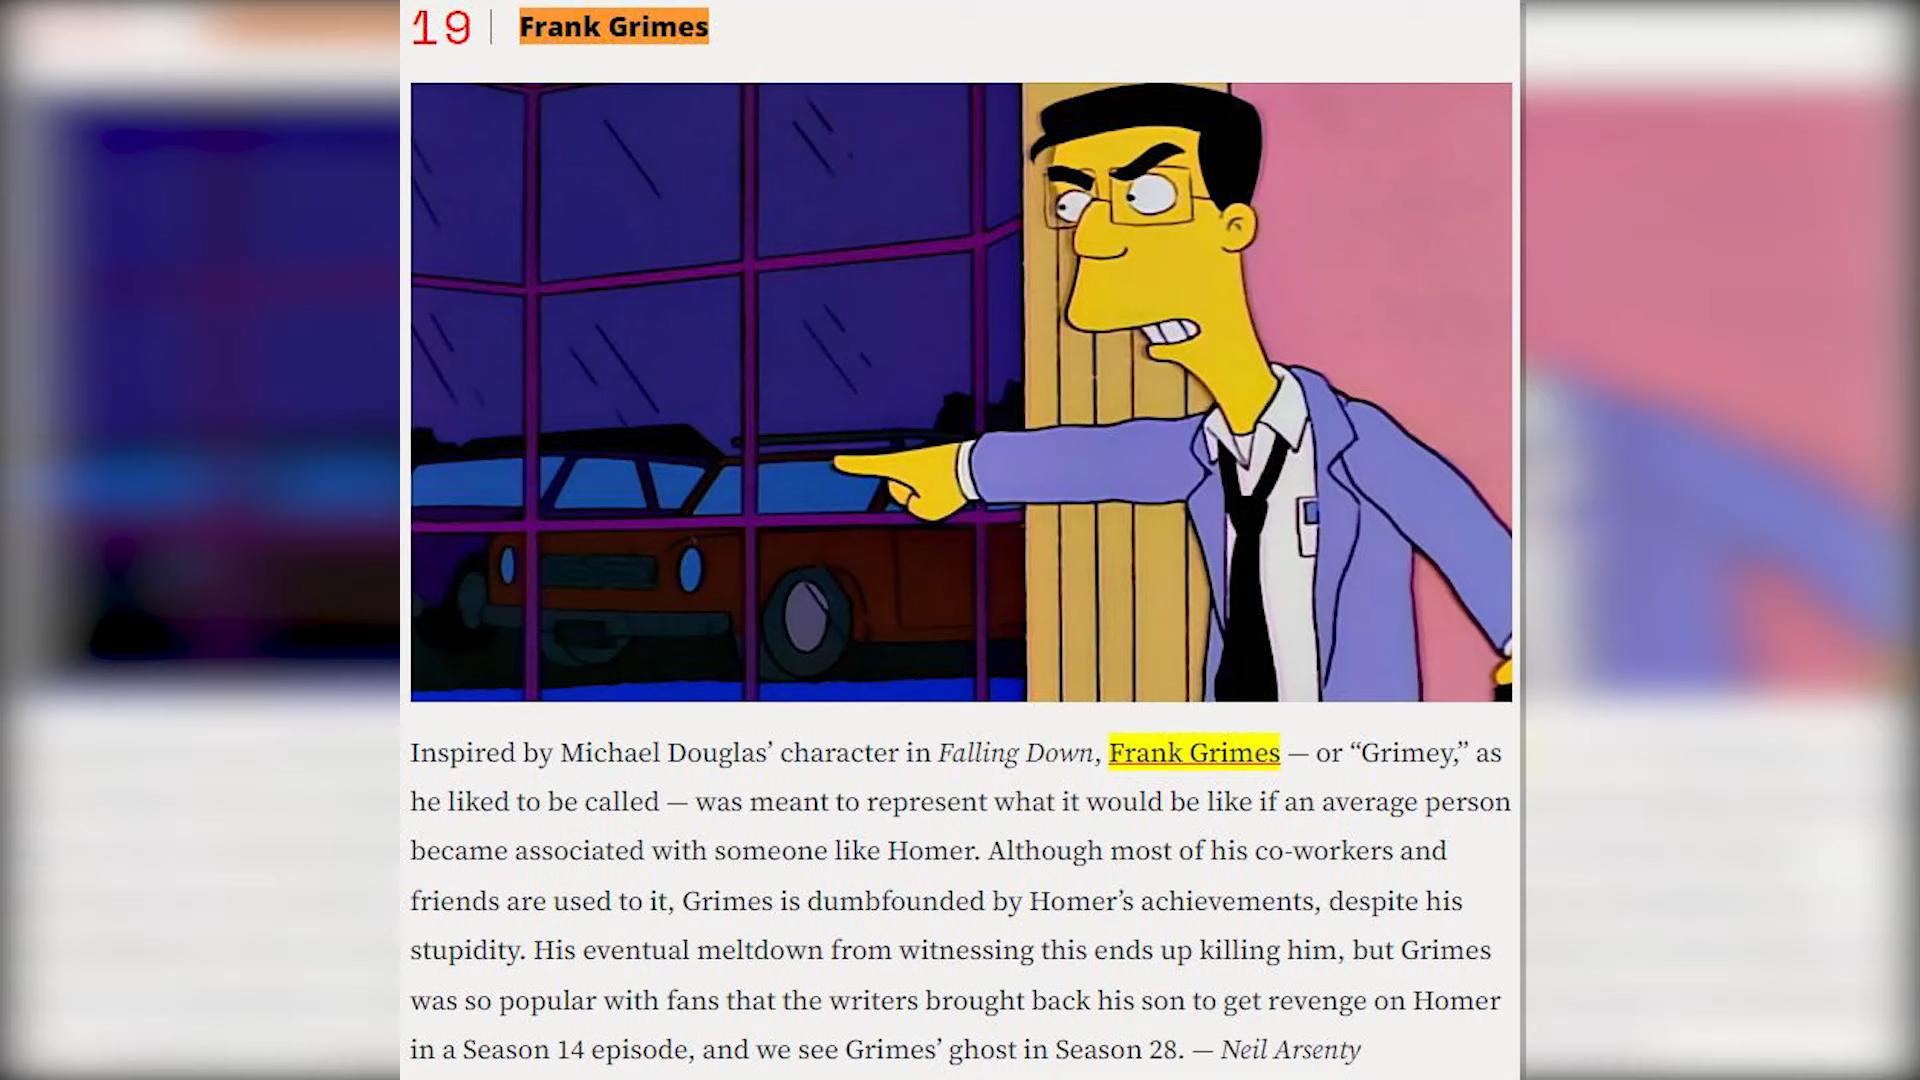 19 | Frank Grimes
Inspired by Michael Douglas’ character in Falling Down, Frank Grimes — or “Grimey,” as
he liked to be called — was meant to represent what it would be like if an average person
became associated with someone like Homer. Although most of his co-workers and
friends are used to it, Grimes is dumbfounded by Homer’s achievements, despite his
stupidity. His eventual meltdown from witnessing this ends up killing him, but Grimes
was so popular with fans that the writers brought back his son to get revenge on Homer
in a Season 14 episode, and we see Grimes’ ghost in Season 28. — Neil Arsenty